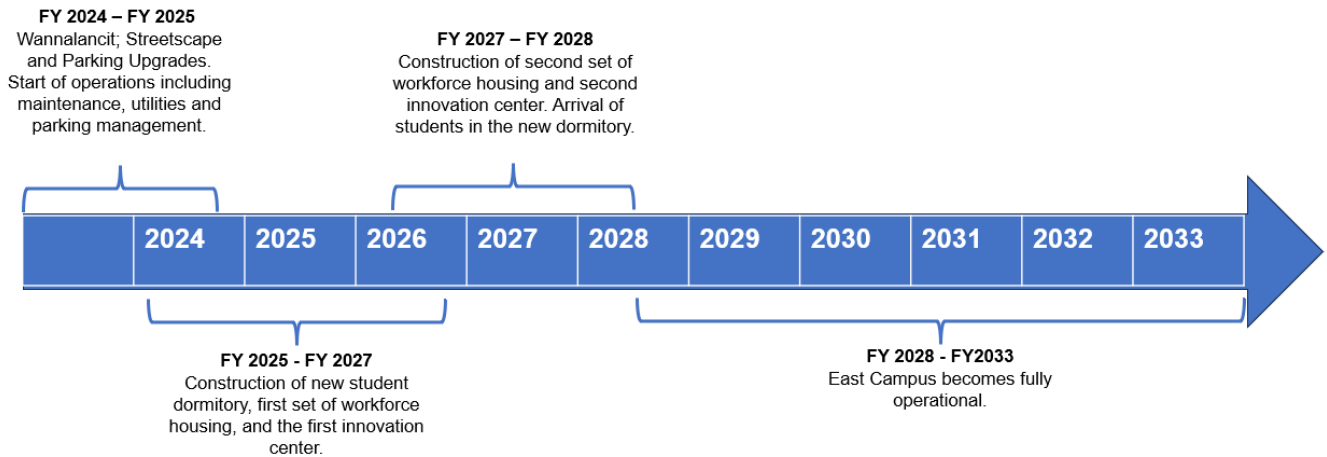 FY 2024 – FY 2025
Wannalancit; Streetscape
and Parking Upgrades.
Start of operations including
maintenance, utilities and
parking management.
FY 2027 – FY 2028
Construction of second set of
workforce housing and second
innovation center. Arrival of
students in the new dormitory.
2024
2025
2026
2027
2028
2029
2030
2031
2032
2033
FY 2025 - FY 2027
Construction of new student
dormitory, first set of workforce
housing, and the first innovation
center.
FY 2028 - FY2033
East Campus becomes fully
operational.